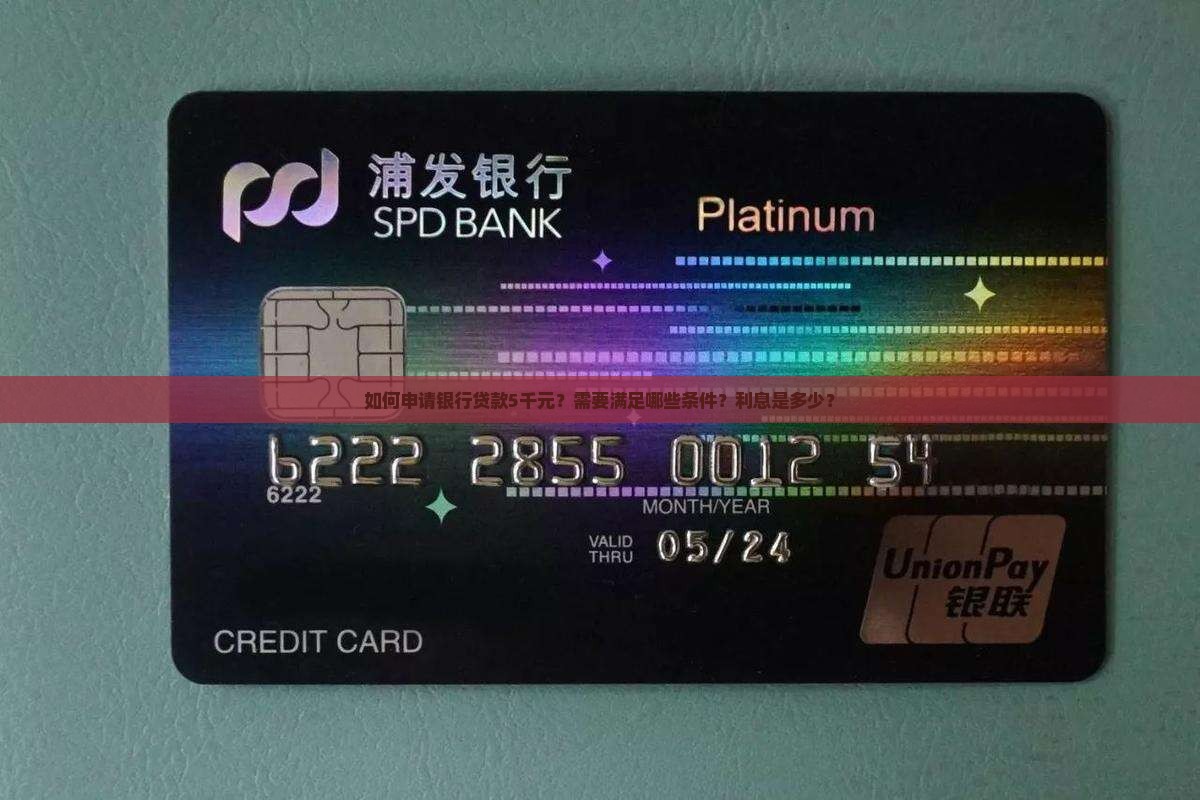 浦发银行
SPD BANK
Platinum
如何申请银行贷款5千元？需要满足哪些条件？利息是多少？
6222 2855 0012 54
6222
MONTH/YEAR
VALID
THRU
05/24
UnionPay
银联
CREDIT CARD